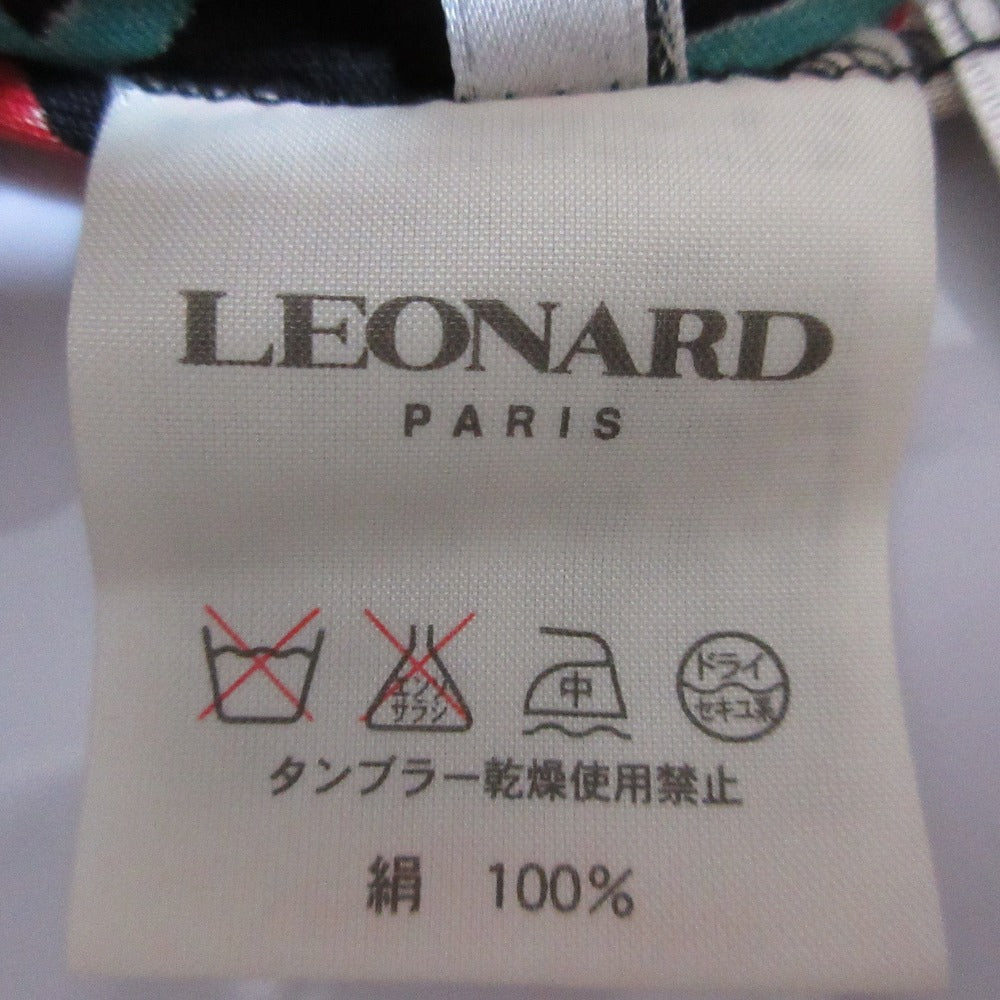 LEONARD
PARIS
エンソ
サラシ
中
ドライ
セキユ系
タンブラー乾燥使用禁止
絹 100%